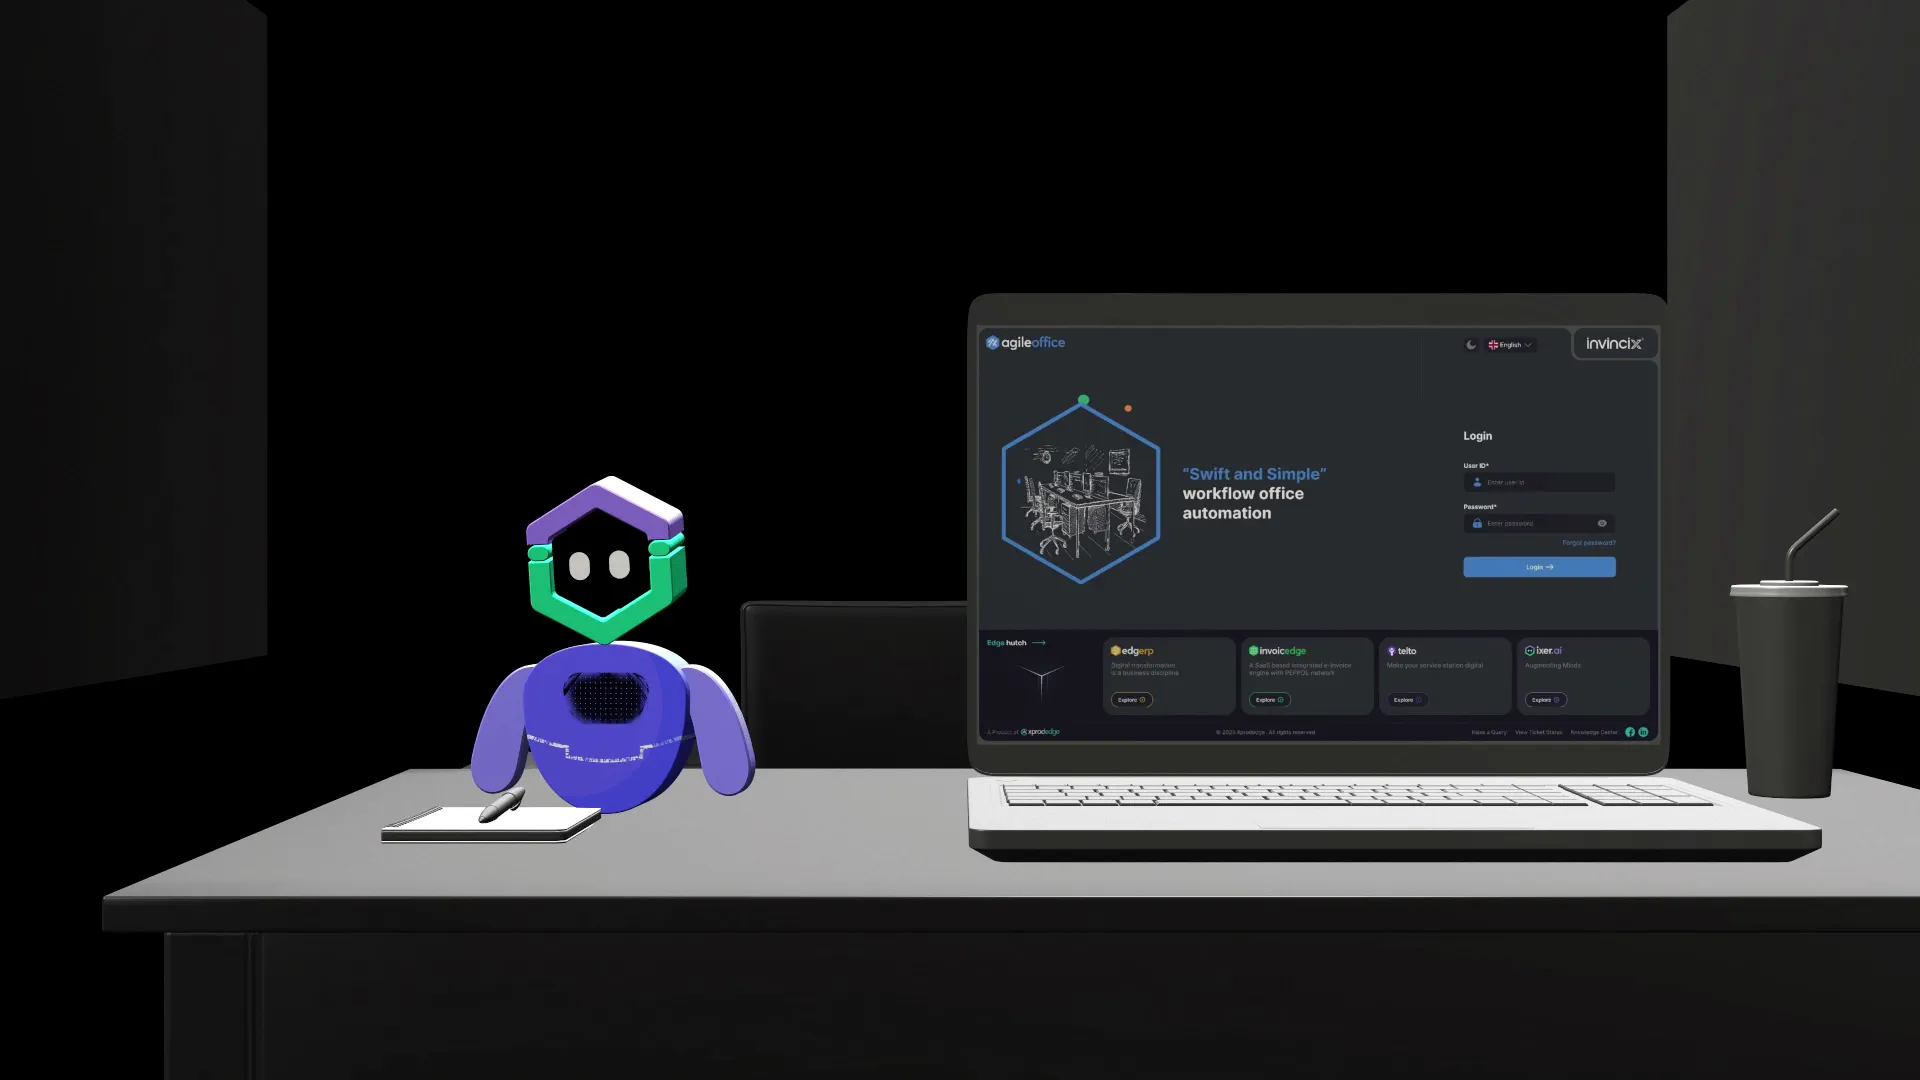 agileoffice
English
invincix
"Swift and Simple"
workflow office
automation
Login
User ID*
Enter user id
Password*
Enter password
Forgot password?
Login
Edge hutch
edgerp
Digital transformation
is a business discipline
Explore
invoicedge
A SaaS based integrated e-invoice
engine with PEPPOL network
Explore
telto
Make your service station digital
Explore
ixer.ai
Augmenting Minds
Explore
A Product of xprodedge
© 2025 Xprodedge . All rights reserved
Raise a Query
View Ticket Status
Knowledge Center